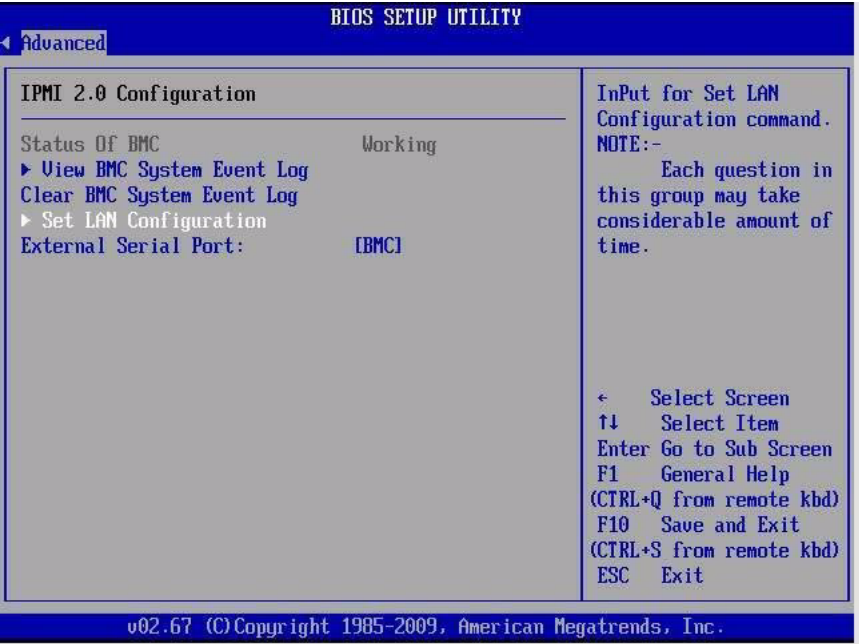 BIOS SETUP UTILITY
Advanced
IPMI 2.0 Configuration
Status Of BMC Working
View BMC System Event Log
Clear BMC System Event Log
Set LAN Configuration
External Serial Port: [BMC]
InPut for Set LAN
Configuration command.
NOTE:-
Each question in
this group may take
considerable amount of
time.
← Select Screen
↑↓ Select Item
Enter Go to Sub Screen
F1 General Help
(CTRL+Q from remote kbd)
F10 Save and Exit
(CTRL+S from remote kbd)
ESC Exit
v02.67 (C)Copyright 1985-2009, American Megatrends, Inc.